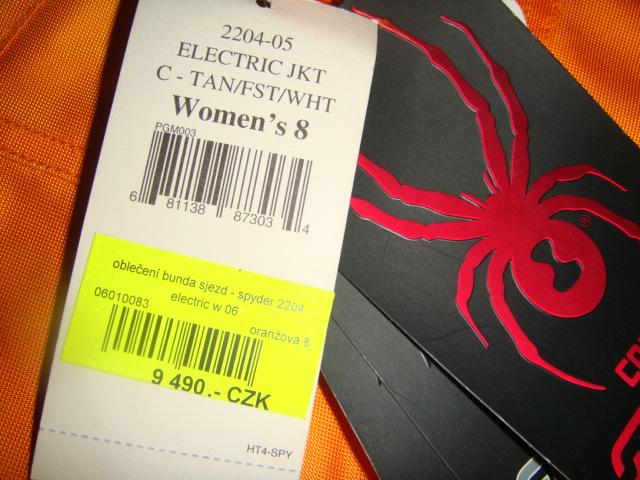 2204-05
ELECTRIC JKT
C - TAN/FST/WHT
Women's 8
PGM003
6 81138 87303 4
oblečení bunda sjezd - spyder 2204
electric w 06
06010083
oranžova 8
9 490.- CZK
HT4-SPY
®